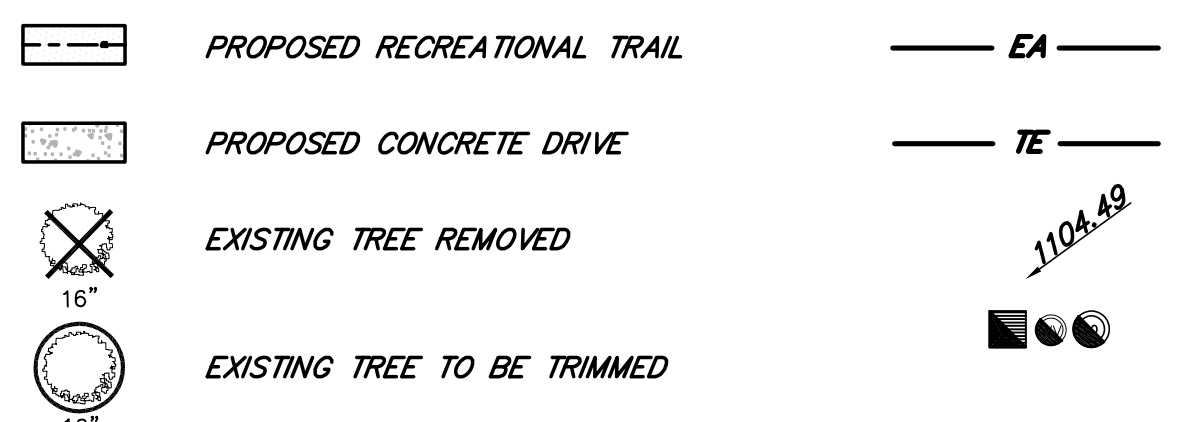 PROPOSED RECREATIONAL TRAIL
EA
PROPOSED CONCRETE DRIVE
TE
EXISTING TREE REMOVED
1104.49
16"
EXISTING TREE TO BE TRIMMED